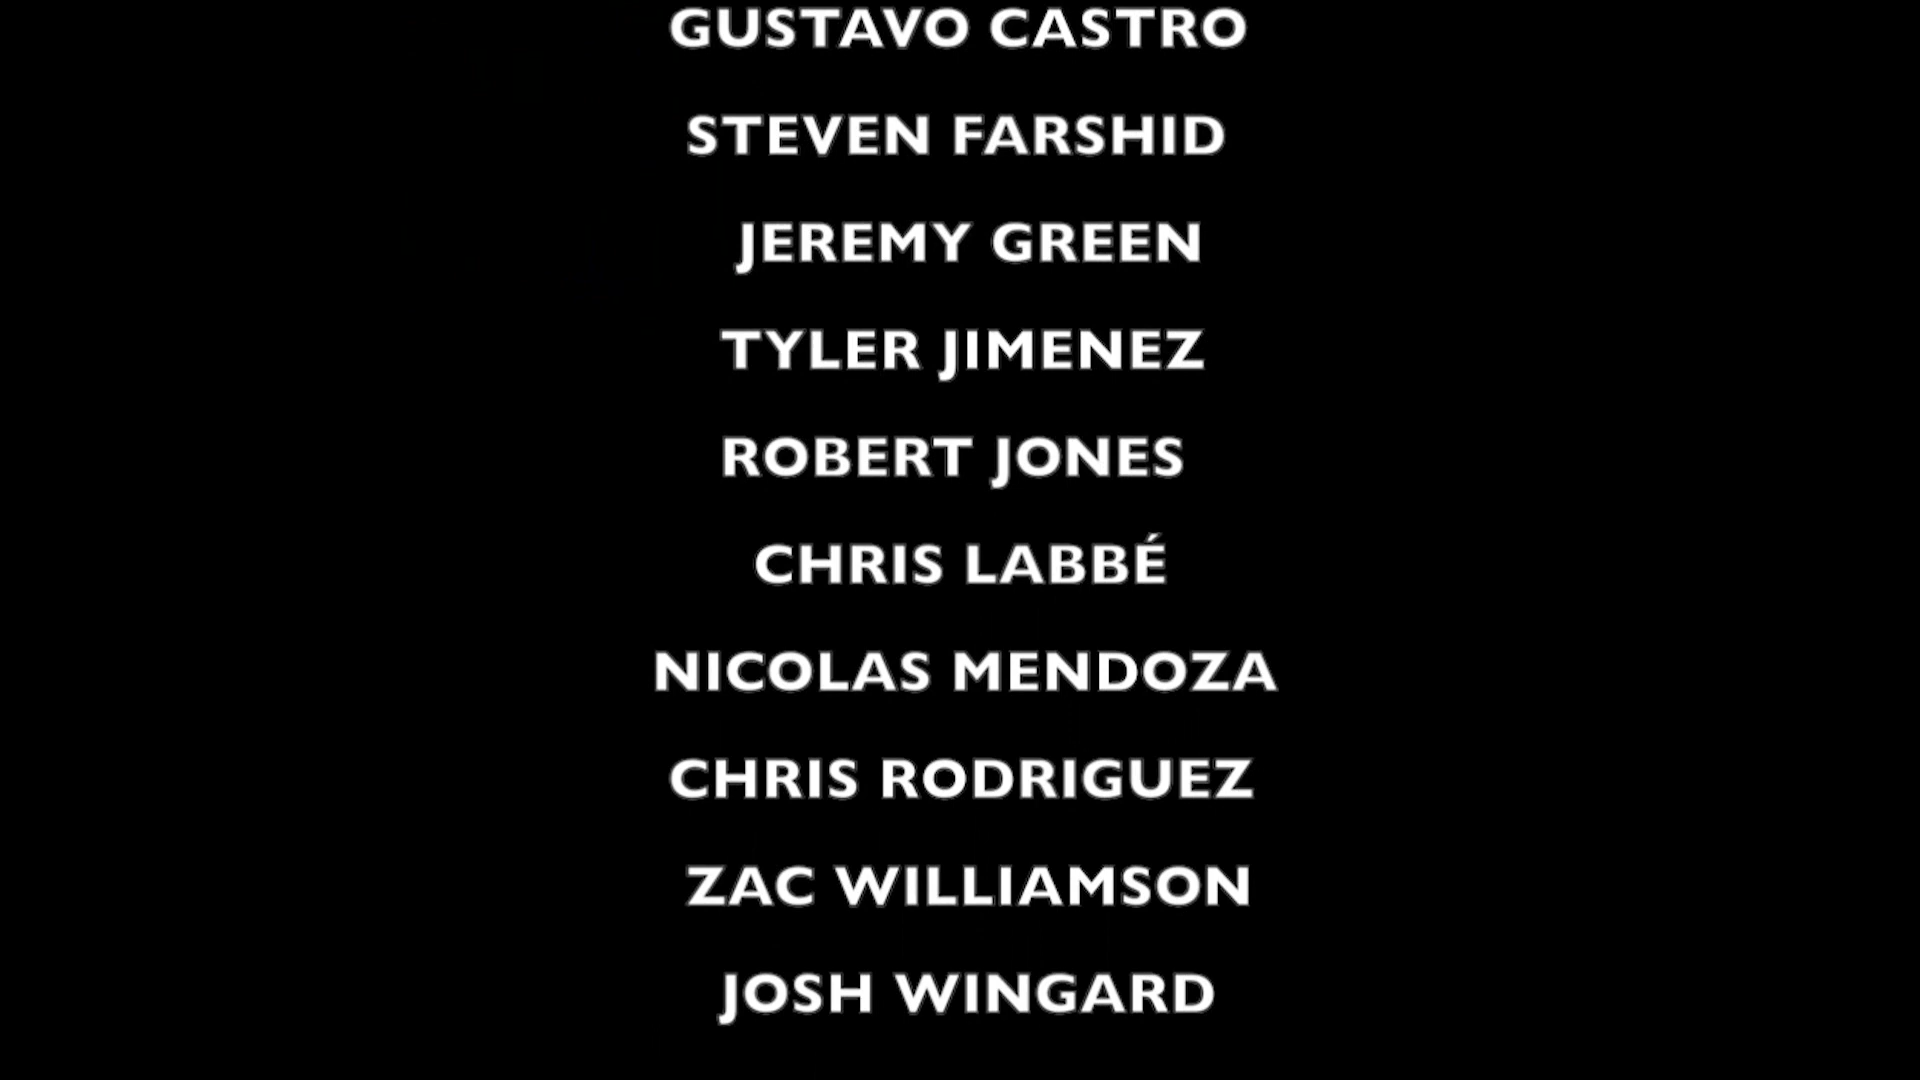 GUSTAVO CASTRO
STEVEN FARSHID
JEREMY GREEN
TYLER JIMENEZ
ROBERT JONES
CHRIS LABBÉ
NICOLAS MENDOZA
CHRIS RODRIGUEZ
ZAC WILLIAMSON
JOSH WINGARD